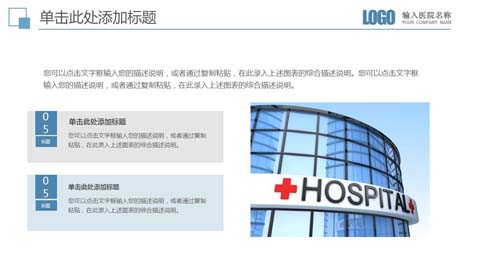 单击此处添加标题
LOGO
输入医院名称
YOUR COMPANY NAME
您可以点击文字框输入您的描述说明，或者通过复制粘贴，在此录入上述图表的综合描述说明。您可以点击文字框
输入您的描述说明，或者通过复制粘贴，在此录入上述图表的综合描述说明。
05
标题
单击此处添加标题
您可以点击文字框输入您的描述说明，或者通过复制
粘贴，在此录入上述图表的综合描述说明。
05
标题
单击此处添加标题
您可以点击文字框输入您的描述说明，或者通过复制
粘贴，在此录入上述图表的综合描述说明。
HOSPITAL